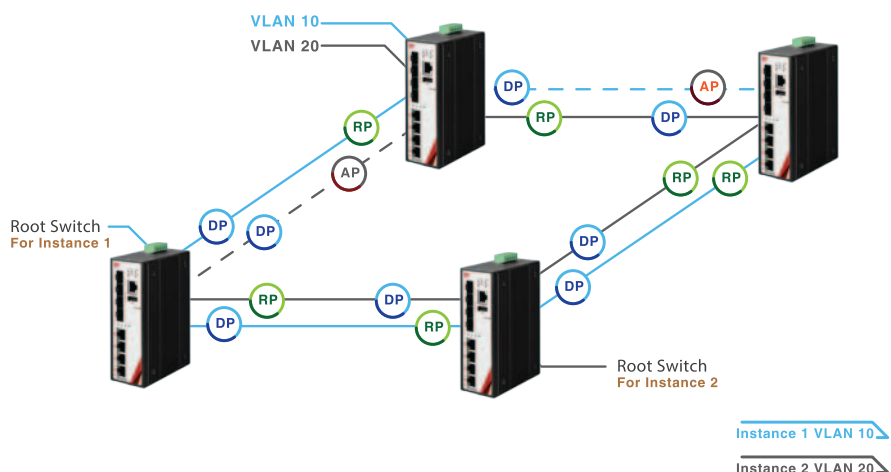 VLAN 10
VLAN 20
DP
AP
RP
DP
RP
AP
RP
RP
DP
DP
Root Switch
For Instance 1
DP
DP
RP
DP
DP
RP
Root Switch
For Instance 2
Instance 1 VLAN 10
Instance 2 VLAN 20